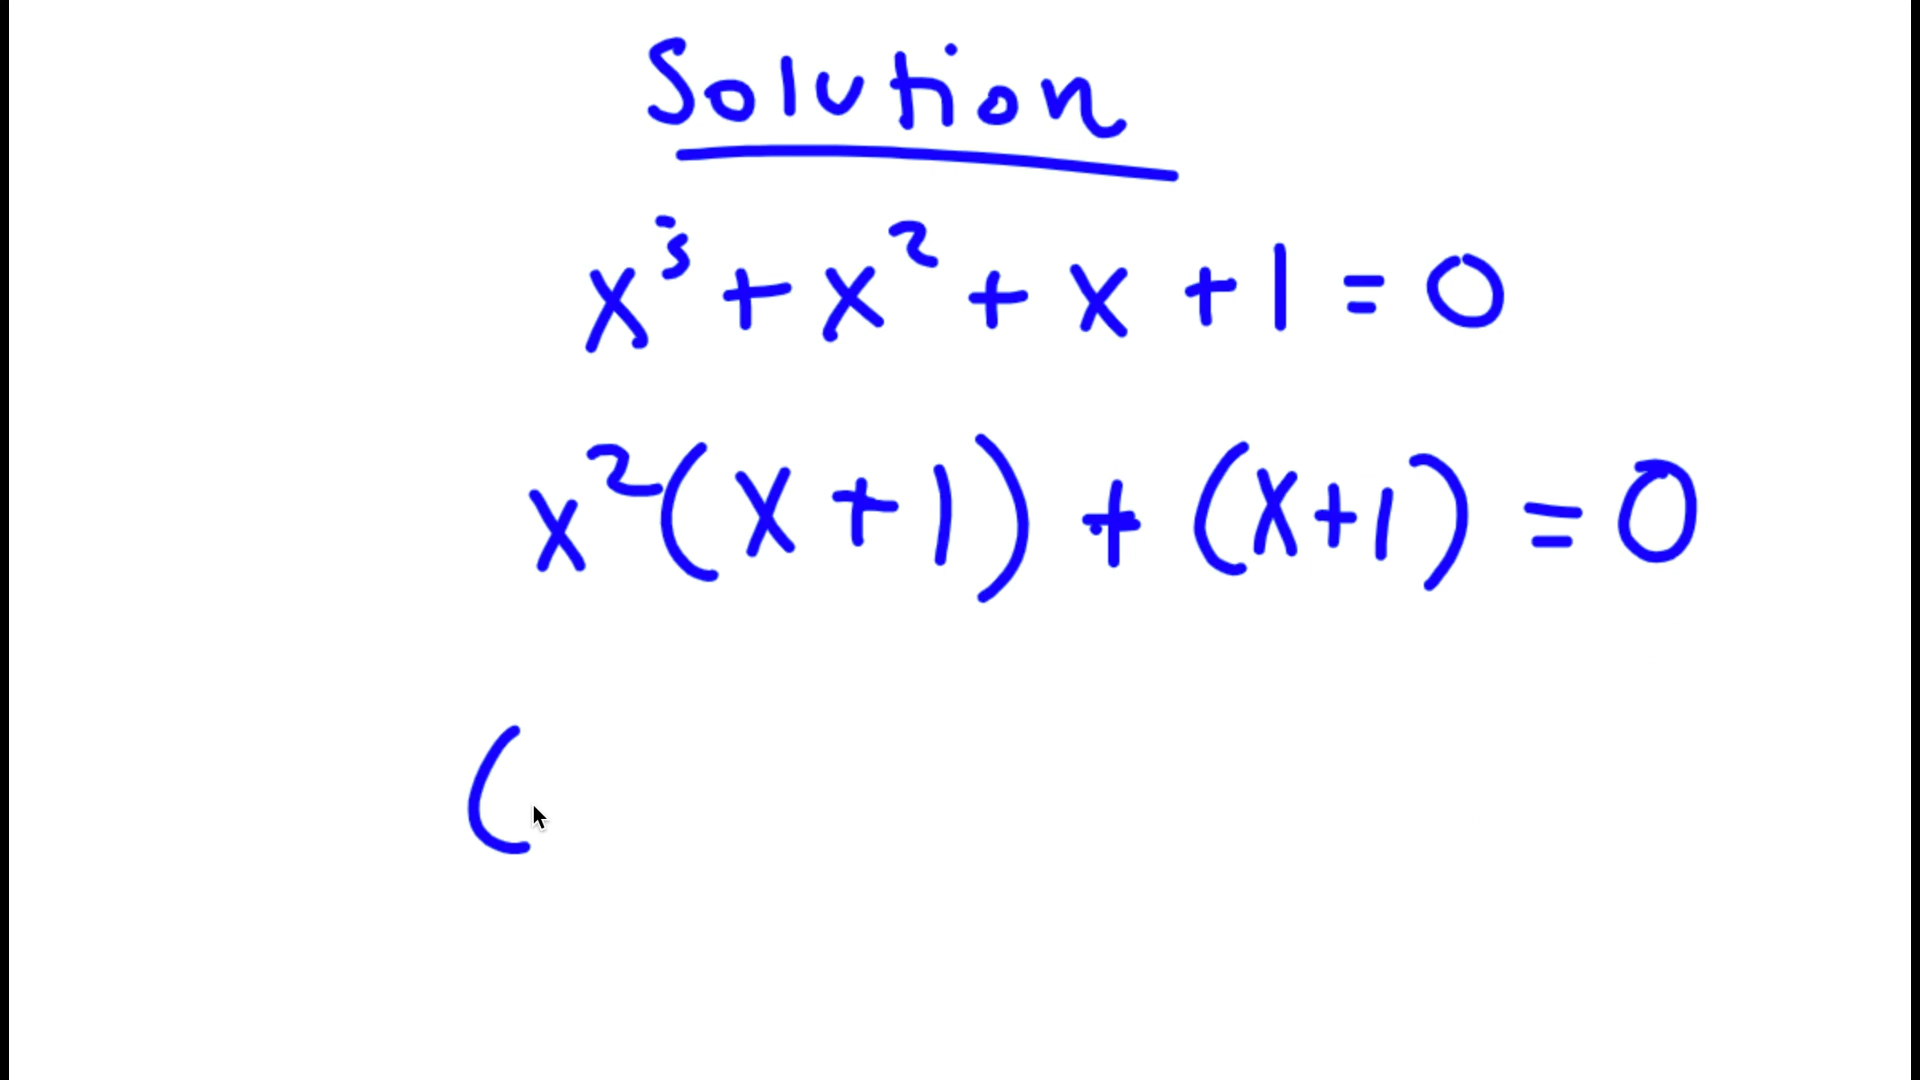 Solution
x³ + x² + x + 1 = 0
x²(x + 1) + (x+1) = 0
(